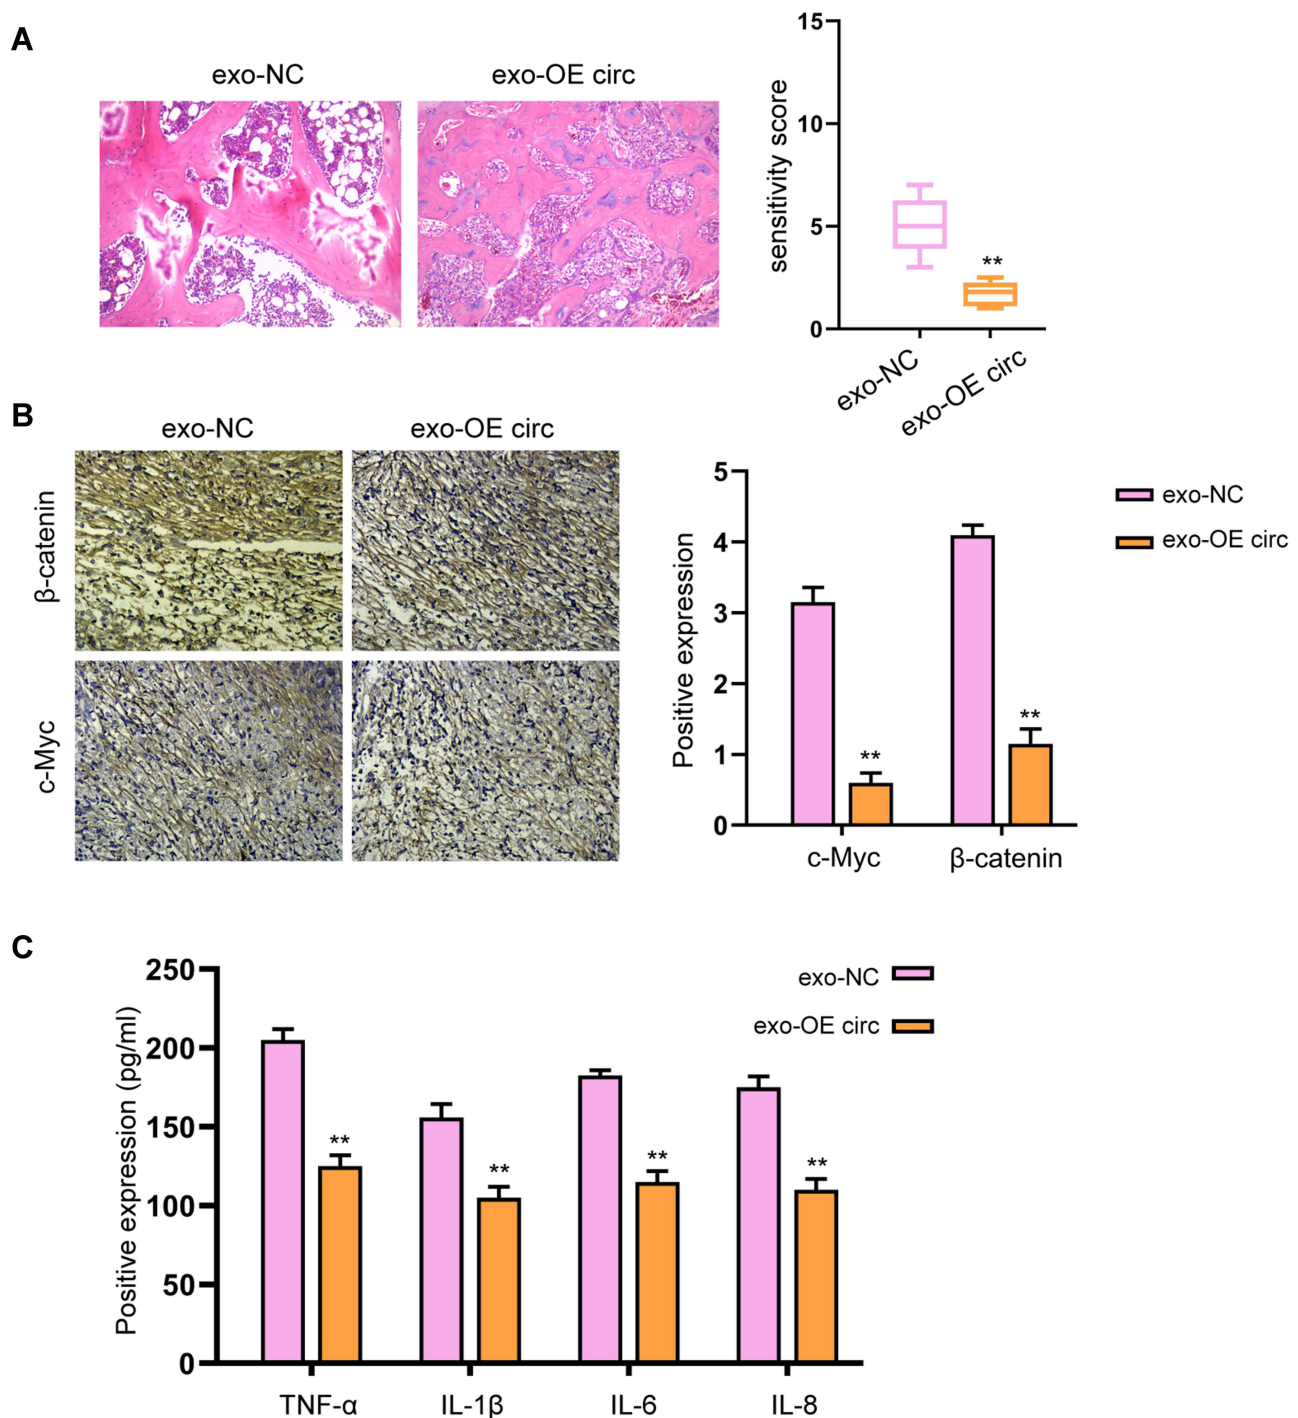 A
exo-NC
exo-OE circ
15
10
5
0
sensitivity score
**
exo-NC
exo-OE circ
B
exo-NC
exo-OE circ
β-catenin
c-Myc
5
4
3
2
1
0
Positive expression
**
**
c-Myc
β-catenin
exo-NC
exo-OE circ
C
250
200
150
100
50
0
Positive expression (pg/ml)
exo-NC
exo-OE circ
**
**
**
**
TNF-α
IL-1β
IL-6
IL-8